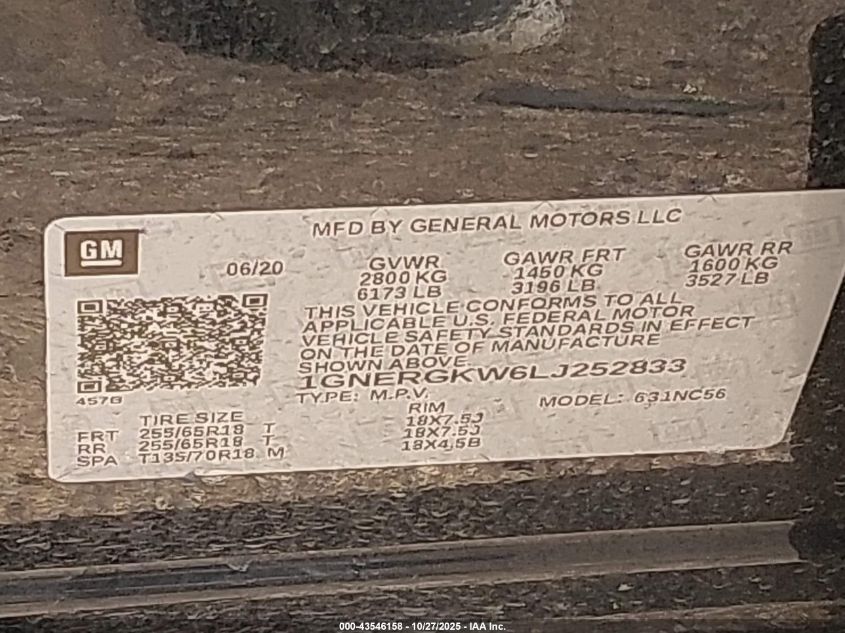 MFD BY GENERAL MOTORS LLC
GM
06/20
GVWR
2800 KG
6173 LB
GAWR FRT
1450 KG
3196 LB
GAWR RR
1600 KG
3527 LB
THIS VEHICLE CONFORMS TO ALL
APPLICABLE U.S. FEDERAL MOTOR
VEHICLE SAFETY STANDARDS IN EFFECT
ON THE DATE OF MANUFACTURE
SHOWN ABOVE
1GNERGKW6LJ252833
457B
TYPE: M.P.V.
MODEL: 631NC56
TIRE SIZE
RIM
FRT 255/65R18 T 18X7.5J
RR 255/65R18 T 18X7.5J
SPA T135/70R18 M 18X4.5B
000-43546158 - 10/27/2025 - IAA Inc.